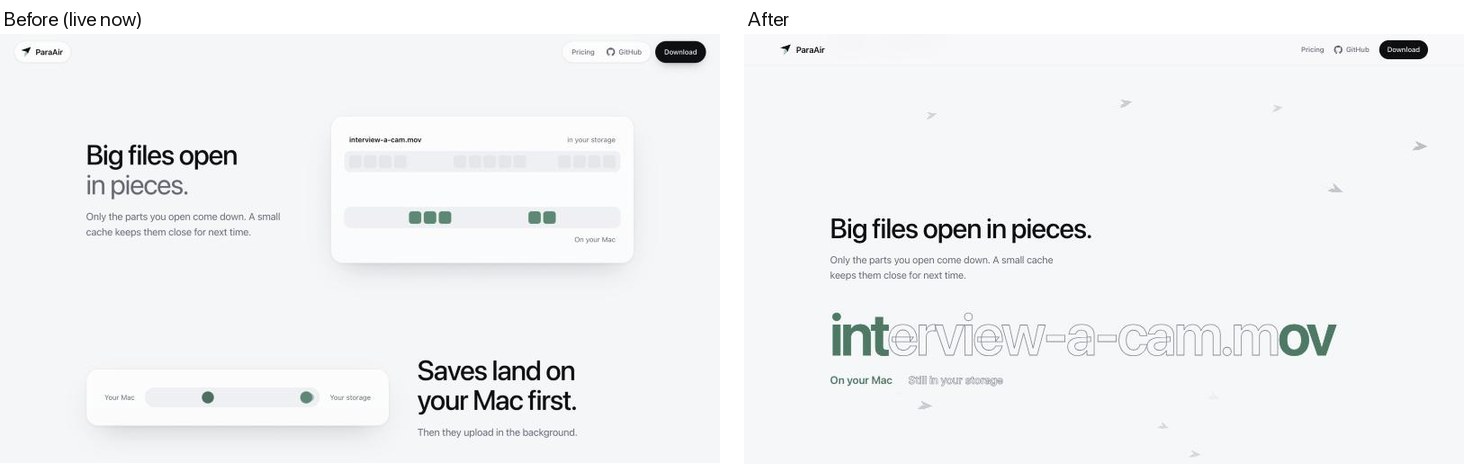 Before (live now)
ParaAir
Pricing
GitHub
Download
Big files open
in pieces.
Only the parts you open come down. A small
cache keeps them close for next time.
interview-a-cam.mov
in your storage
On your Mac
Your Mac
Your storage
Saves land on
your Mac first.
Then they upload in the background.
After
ParaAir
Pricing
GitHub
Download
Big files open in pieces.
Only the parts you open come down. A small cache
keeps them close for next time.
interview-a-cam.mov
On your Mac
Still in your storage